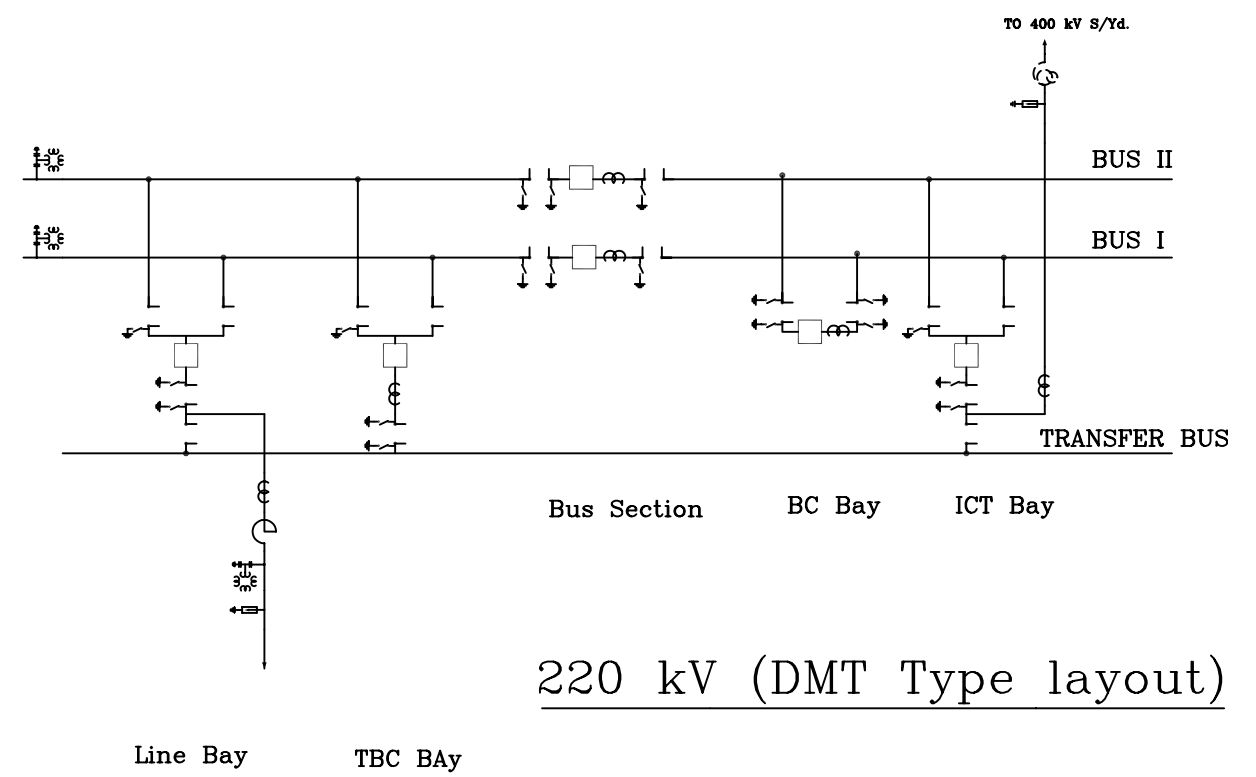 TO 400 kV S/Yd.
BUS II
BUS I
TRANSFER BUS
Bus Section
BC Bay
ICT Bay
220 kV (DMT Type layout)
Line Bay
TBC BAy